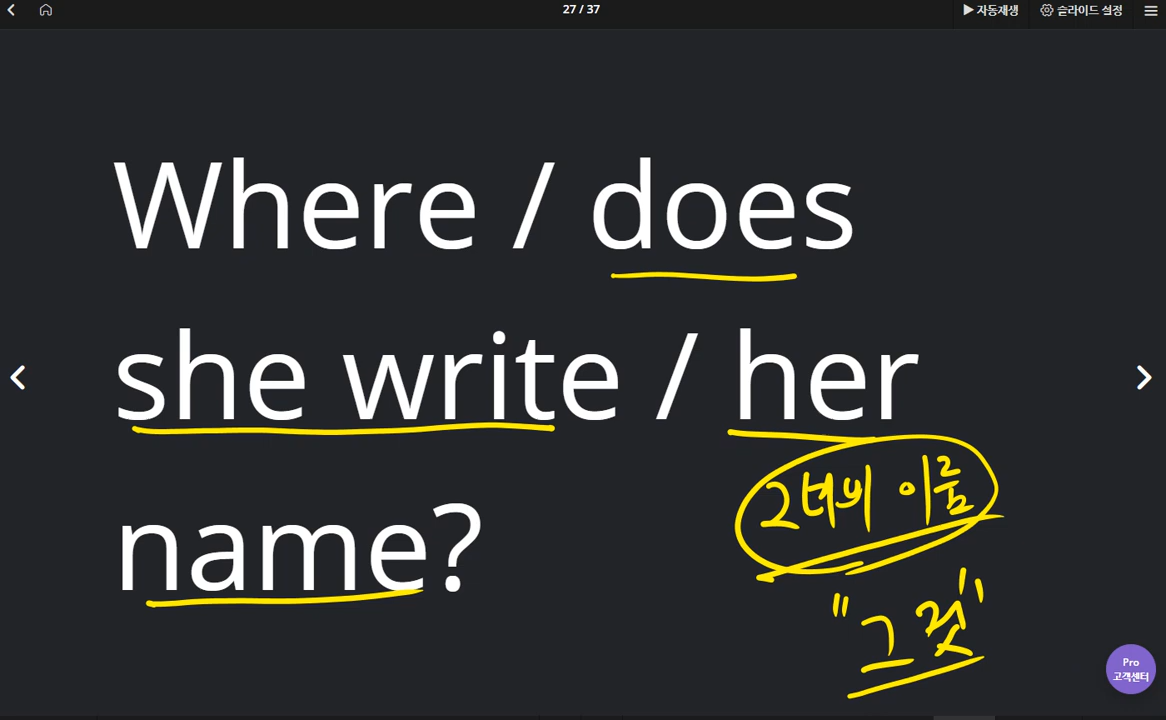 27 / 37
▶ 자동재생
슬라이드 설정
Where / does
she write / her
name?
그녀의 이름
"그것"
Pro
고객센터